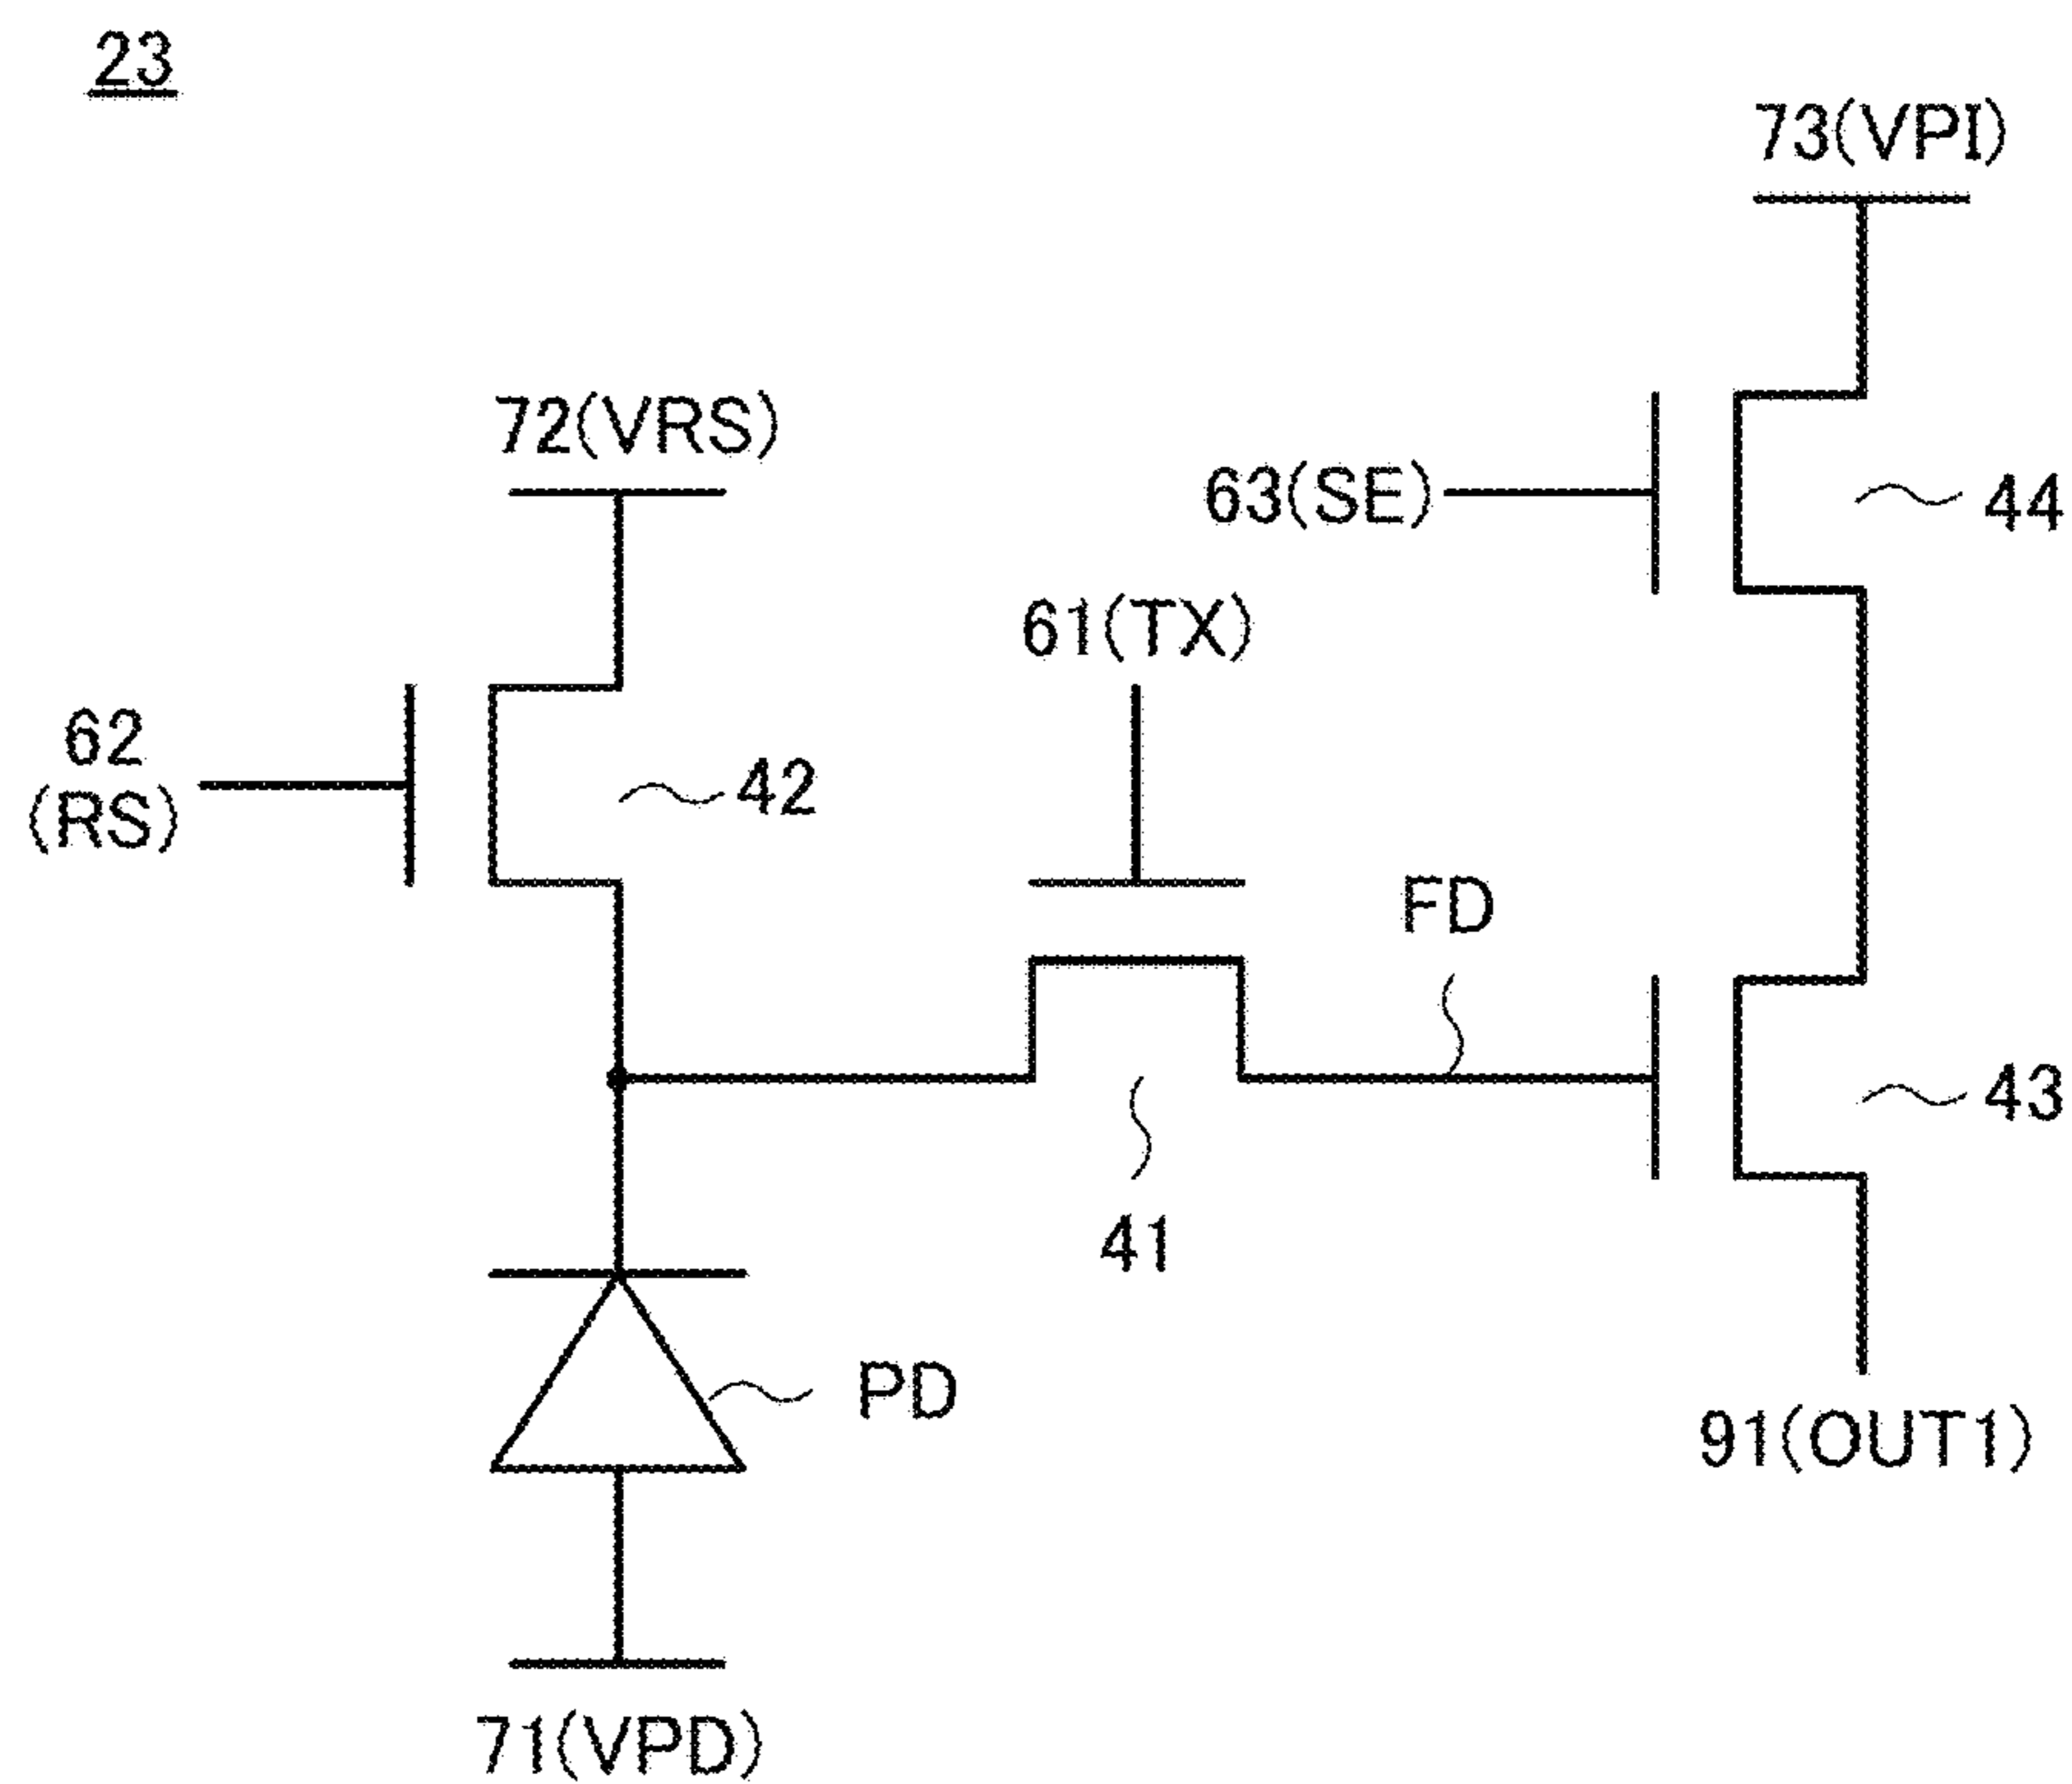 23
73(VPI)
72(VRS)
63(SE)
44
61(TX)
62
(RS)
42
FD
43
41
PD
91(OUT1)
71(VPD)